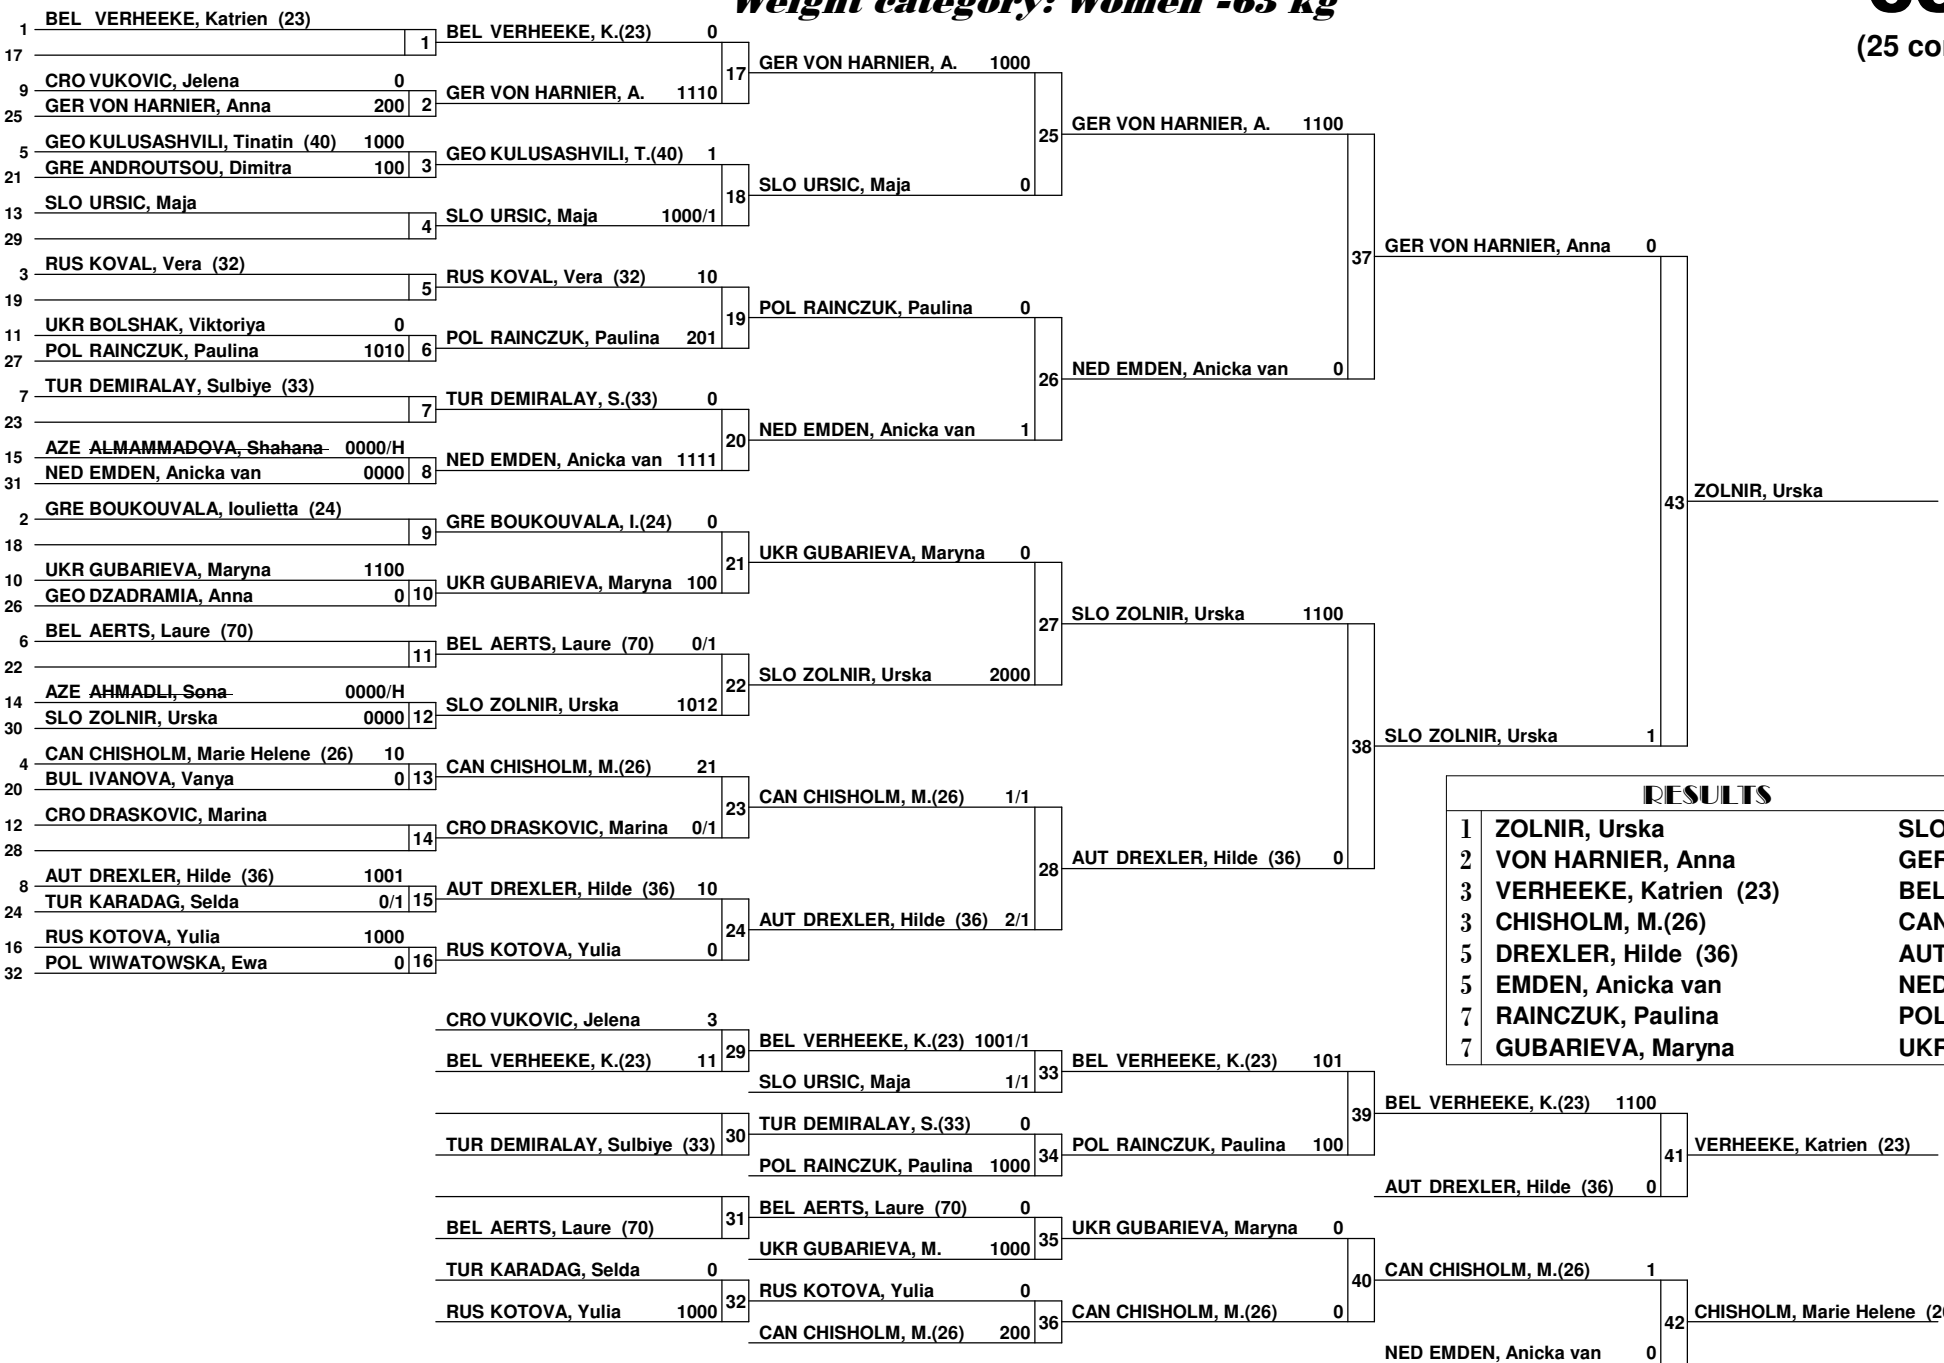 Weight category: Women -63 kg
(25
1 BEL VERHEEKE, Katrien (23)
17
1
9 CRO VUKOVIC, Jelena 0
25 GER VON HARNIER, Anna 200
2
5 GEO KULUSASHVILI, Tinatin (40) 1000
21 GRE ANDROUTSOU, Dimitra 100
3
13 SLO URSIC, Maja
29
4
3 RUS KOVAL, Vera (32)
19
5
11 UKR BOLSHAK, Viktoriya 0
27 POL RAINCZUK, Paulina 1010
6
7 TUR DEMIRALAY, Sulbiye (33)
23
7
15 AZE ALMAMMADOVA, Shahana 0000/H
31 NED EMDEN, Anicka van 0000
8
2 GRE BOUKOUVALA, Ioulietta (24)
18
9
10 UKR GUBARIEVA, Maryna 1100
26 GEO DZADRAMIA, Anna 0
10
6 BEL AERTS, Laure (70)
22
11
14 AZE AHMADLI, Sona 0000/H
30 SLO ZOLNIR, Urska 0000
12
4 CAN CHISHOLM, Marie Helene (26) 10
20 BUL IVANOVA, Vanya 0
13
12 CRO DRASKOVIC, Marina
28
14
8 AUT DREXLER, Hilde (36) 1001
24 TUR KARADAG, Selda 0/1
15
16 RUS KOTOVA, Yulia 1000
32 POL WIWATOWSKA, Ewa 0
16
BEL VERHEEKE, K.(23) 0
GER VON HARNIER, A. 1110
17
GEO KULUSASHVILI, T.(40) 1
SLO URSIC, Maja 1000/1
18
RUS KOVAL, Vera (32) 10
POL RAINCZUK, Paulina 201
19
TUR DEMIRALAY, S.(33) 0
NED EMDEN, Anicka van 1111
20
GRE BOUKOUVALA, I.(24) 0
UKR GUBARIEVA, Maryna 100
21
BEL AERTS, Laure (70) 0/1
SLO ZOLNIR, Urska 1012
22
CAN CHISHOLM, M.(26) 21
CRO DRASKOVIC, Marina 0/1
23
AUT DREXLER, Hilde (36) 10
RUS KOTOVA, Yulia 0
24
GER VON HARNIER, A. 1000
SLO URSIC, Maja 0
25
POL RAINCZUK, Paulina 0
NED EMDEN, Anicka van 1
26
UKR GUBARIEVA, Maryna 0
SLO ZOLNIR, Urska 2000
27
CAN CHISHOLM, M.(26) 1/1
AUT DREXLER, Hilde (36) 2/1
28
GER VON HARNIER, A. 1100
NED EMDEN, Anicka van 0
37
SLO ZOLNIR, Urska 1100
AUT DREXLER, Hilde (36) 0
38
GER VON HARNIER, Anna 0
SLO ZOLNIR, Urska 1
43
ZOLNIR, Urska
RESULTS
1 ZOLNIR, Urska SLO
2 VON HARNIER, Anna GER
3 VERHEEKE, Katrien (23) BEL
3 CHISHOLM, M.(26) CAN
5 DREXLER, Hilde (36) AUT
5 EMDEN, Anicka van NED
7 RAINCZUK, Paulina POL
7 GUBARIEVA, Maryna UKR
CRO VUKOVIC, Jelena 3
BEL VERHEEKE, K.(23) 11
29
TUR DEMIRALAY, Sulbiye (33)
30
BEL AERTS, Laure (70)
31
TUR KARADAG, Selda 0
RUS KOTOVA, Yulia 1000
32
BEL VERHEEKE, K.(23) 1001/1
SLO URSIC, Maja 1/1
33
TUR DEMIRALAY, S.(33) 0
POL RAINCZUK, Paulina 1000
34
BEL AERTS, Laure (70) 0
UKR GUBARIEVA, M. 1000
35
RUS KOTOVA, Yulia 0
CAN CHISHOLM, M.(26) 200
36
BEL VERHEEKE, K.(23) 101
POL RAINCZUK, Paulina 100
39
UKR GUBARIEVA, Maryna 0
CAN CHISHOLM, M.(26) 0
40
BEL VERHEEKE, K.(23) 1100
AUT DREXLER, Hilde (36) 0
41
VERHEEKE, Katrien (23)
CAN CHISHOLM, M.(26) 1
NED EMDEN, Anicka van 0
42
CHISHOLM, Marie Helene